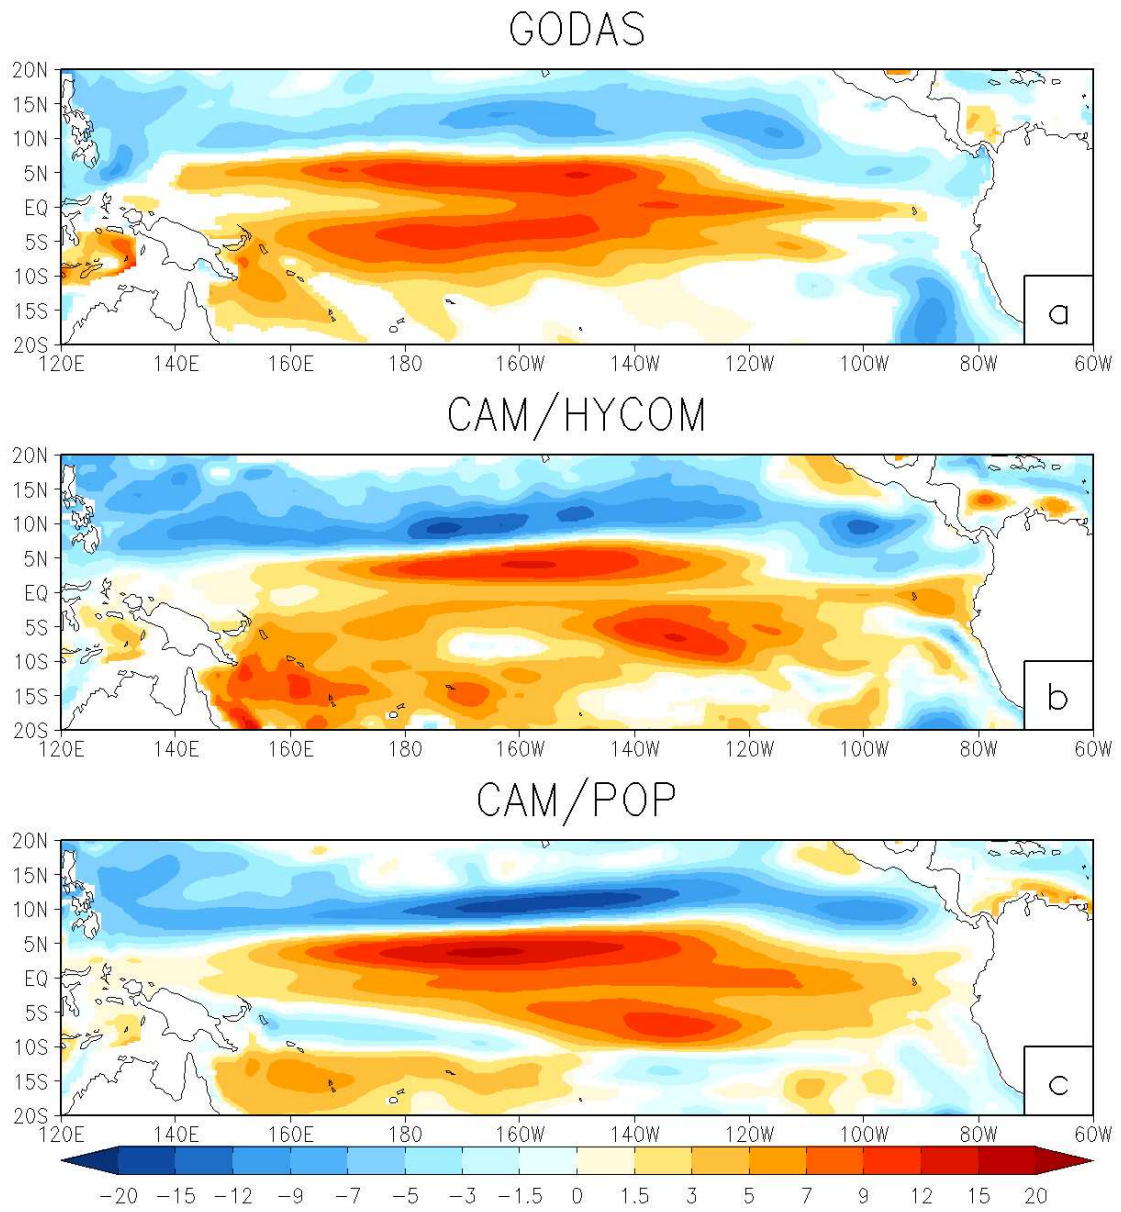 GODAS
20N
15N
10N
5N
EQ
5S
10S
15S
20S
a
120E 140E 160E 180 160W 140W 120W 100W 80W 60W
CAM/HYCOM
20N
15N
10N
5N
EQ
5S
10S
15S
20S
b
120E 140E 160E 180 160W 140W 120W 100W 80W 60W
CAM/POP
20N
15N
10N
5N
EQ
5S
10S
15S
20S
c
120E 140E 160E 180 160W 140W 120W 100W 80W 60W
−20 −15 −12 −9 −7 −5 −3 −1.5 0 1.5 3 5 7 9 12 15 20